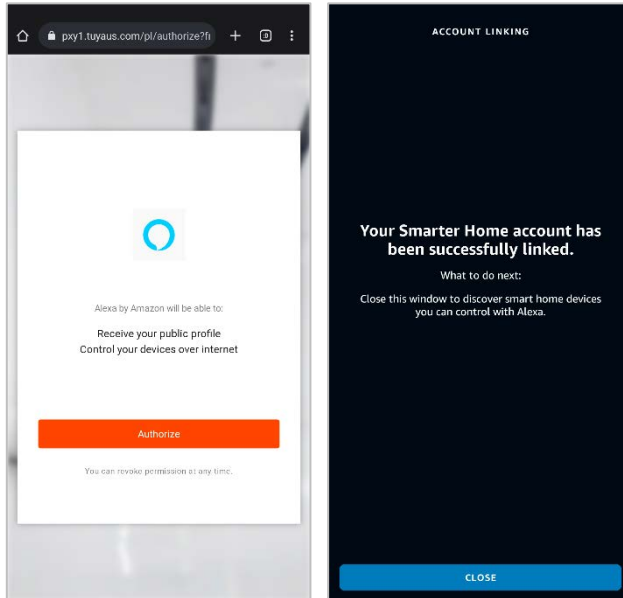 pxy1.tuyaus.com/pl/authorize?fr
Alexa by Amazon will be able to:
Receive your public profile
Control your devices over internet
Authorize
You can revoke permission at any time.
ACCOUNT LINKING
Your Smarter Home account has
been successfully linked.
What to do next:
Close this window to discover smart home devices
you can control with Alexa.
CLOSE